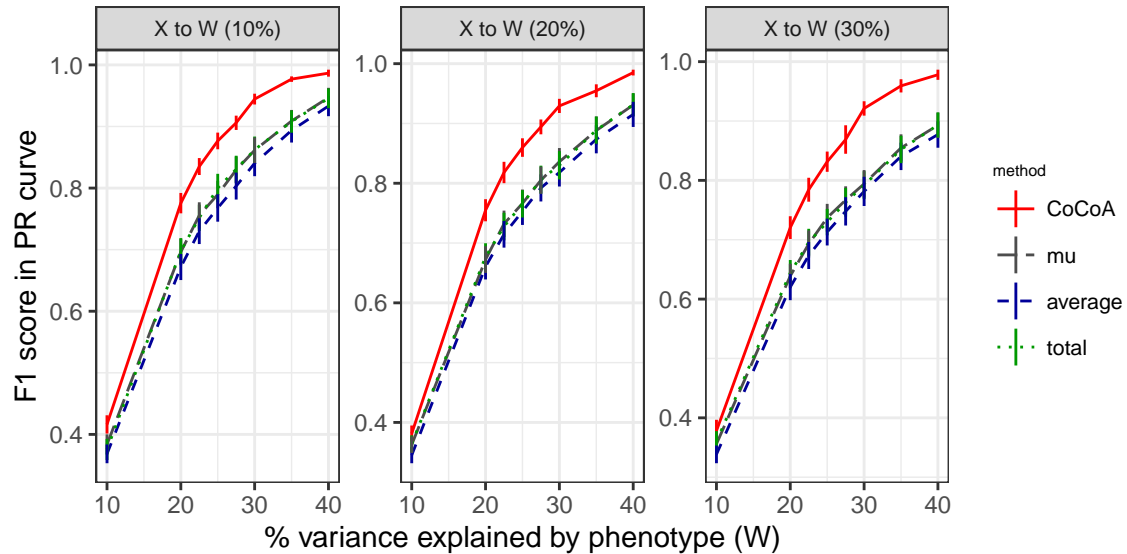 X to W (10%)
X to W (20%)
X to W (30%)
F1 score in PR curve
1.0
0.8
0.6
0.4
1.0
0.8
0.6
0.4
1.0
0.8
0.6
0.4
10 20 30 40
10 20 30 40
10 20 30 40
% variance explained by phenotype (W)
method
CoCoA
mu
average
total